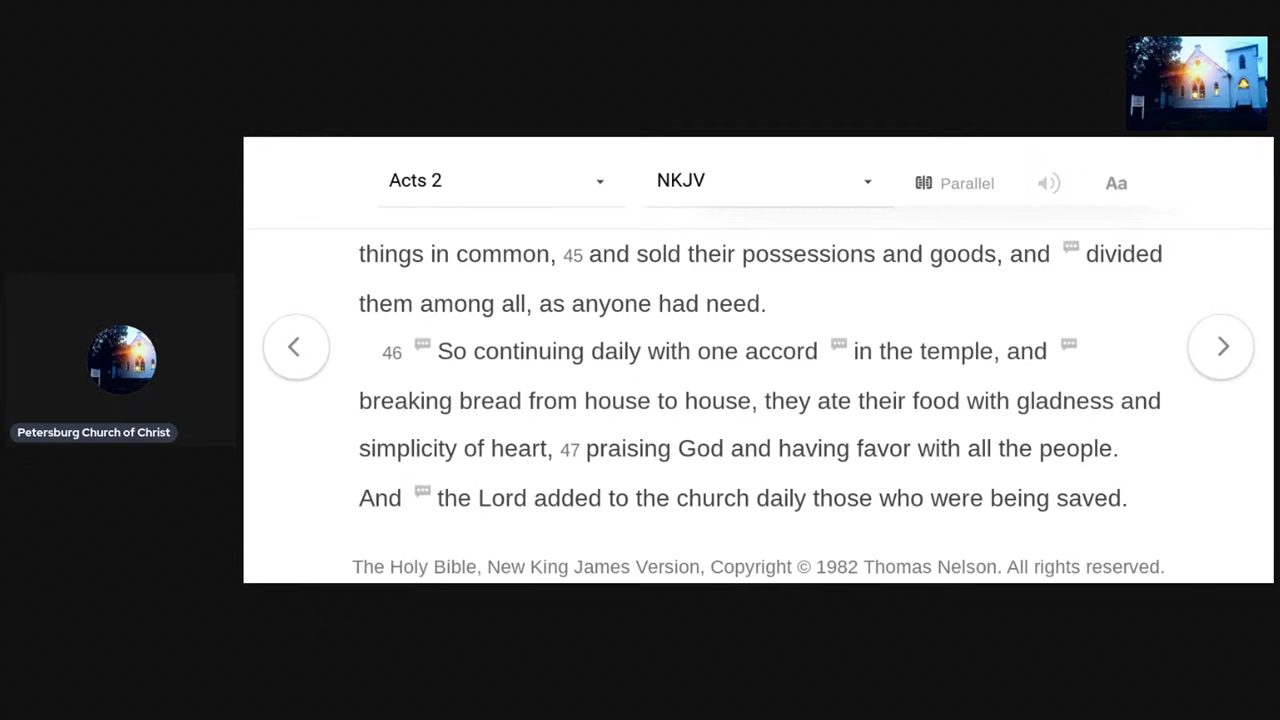 Acts 2
NKJV
Parallel
Aa
things in common, 45 and sold their possessions and goods, and divided
them among all, as anyone had need.
46 So continuing daily with one accord in the temple, and
breaking bread from house to house, they ate their food with gladness and
simplicity of heart, 47 praising God and having favor with all the people.
And the Lord added to the church daily those who were being saved.
The Holy Bible, New King James Version, Copyright © 1982 Thomas Nelson. All rights reserved.
Petersburg Church of Christ